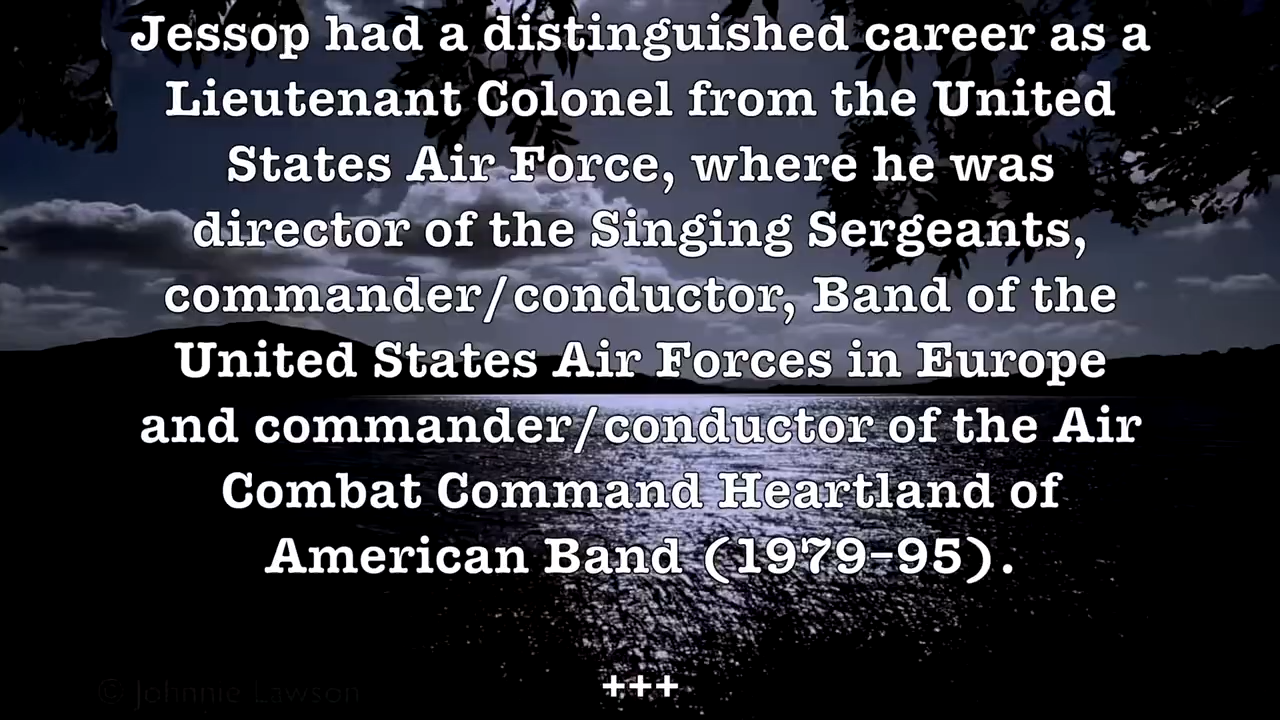 Jessop had a distinguished career as a
Lieutenant Colonel from the United
States Air Force, where he was
director of the Singing Sergeants,
commander/conductor, Band of the
United States Air Forces in Europe
and commander/conductor of the Air
Combat Command Heartland of
American Band (1979-95).
+++
© Johnnie Lawson